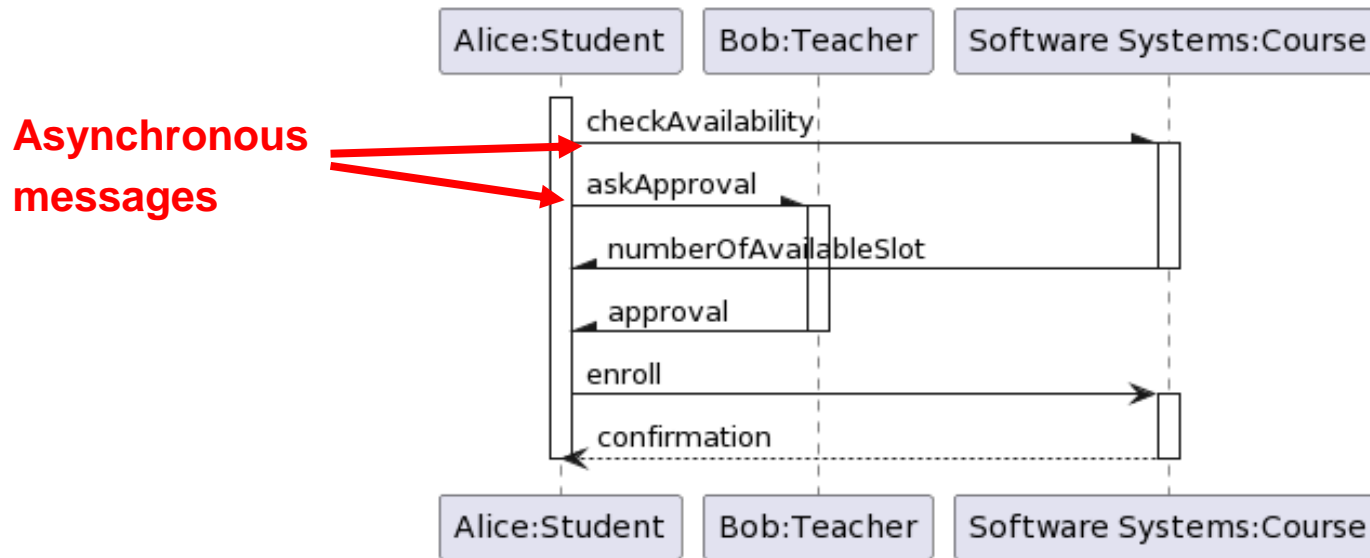 Alice:Student
Bob:Teacher
Software Systems:Course
Asynchronous
messages
checkAvailability
askApproval
numberOfAvailableSlot
approval
enroll
confirmation
Alice:Student
Bob:Teacher
Software Systems:Course